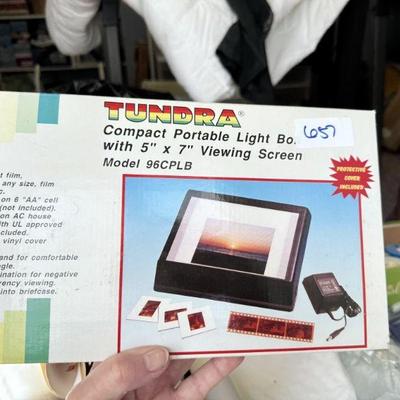 TUNDRA®
Compact Portable Light Bo
with 5" x 7" Viewing Screen
Model 96CPLB
657
PROTECTIVE
COVER
INCLUDED
t film,
any size, film
c.
on 6 "AA" cell
(not included).
on AC house
with UL approved
cluded.
vinyl cover
and for comfortable
ngle.
ination for negative
rency viewing.
into briefcase.